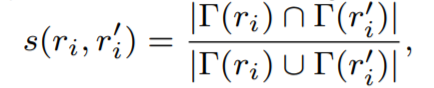 s(r_i, r'_i) = |Γ(r_i) ∩ Γ(r'_i)| / |Γ(r_i) ∪ Γ(r'_i)|,